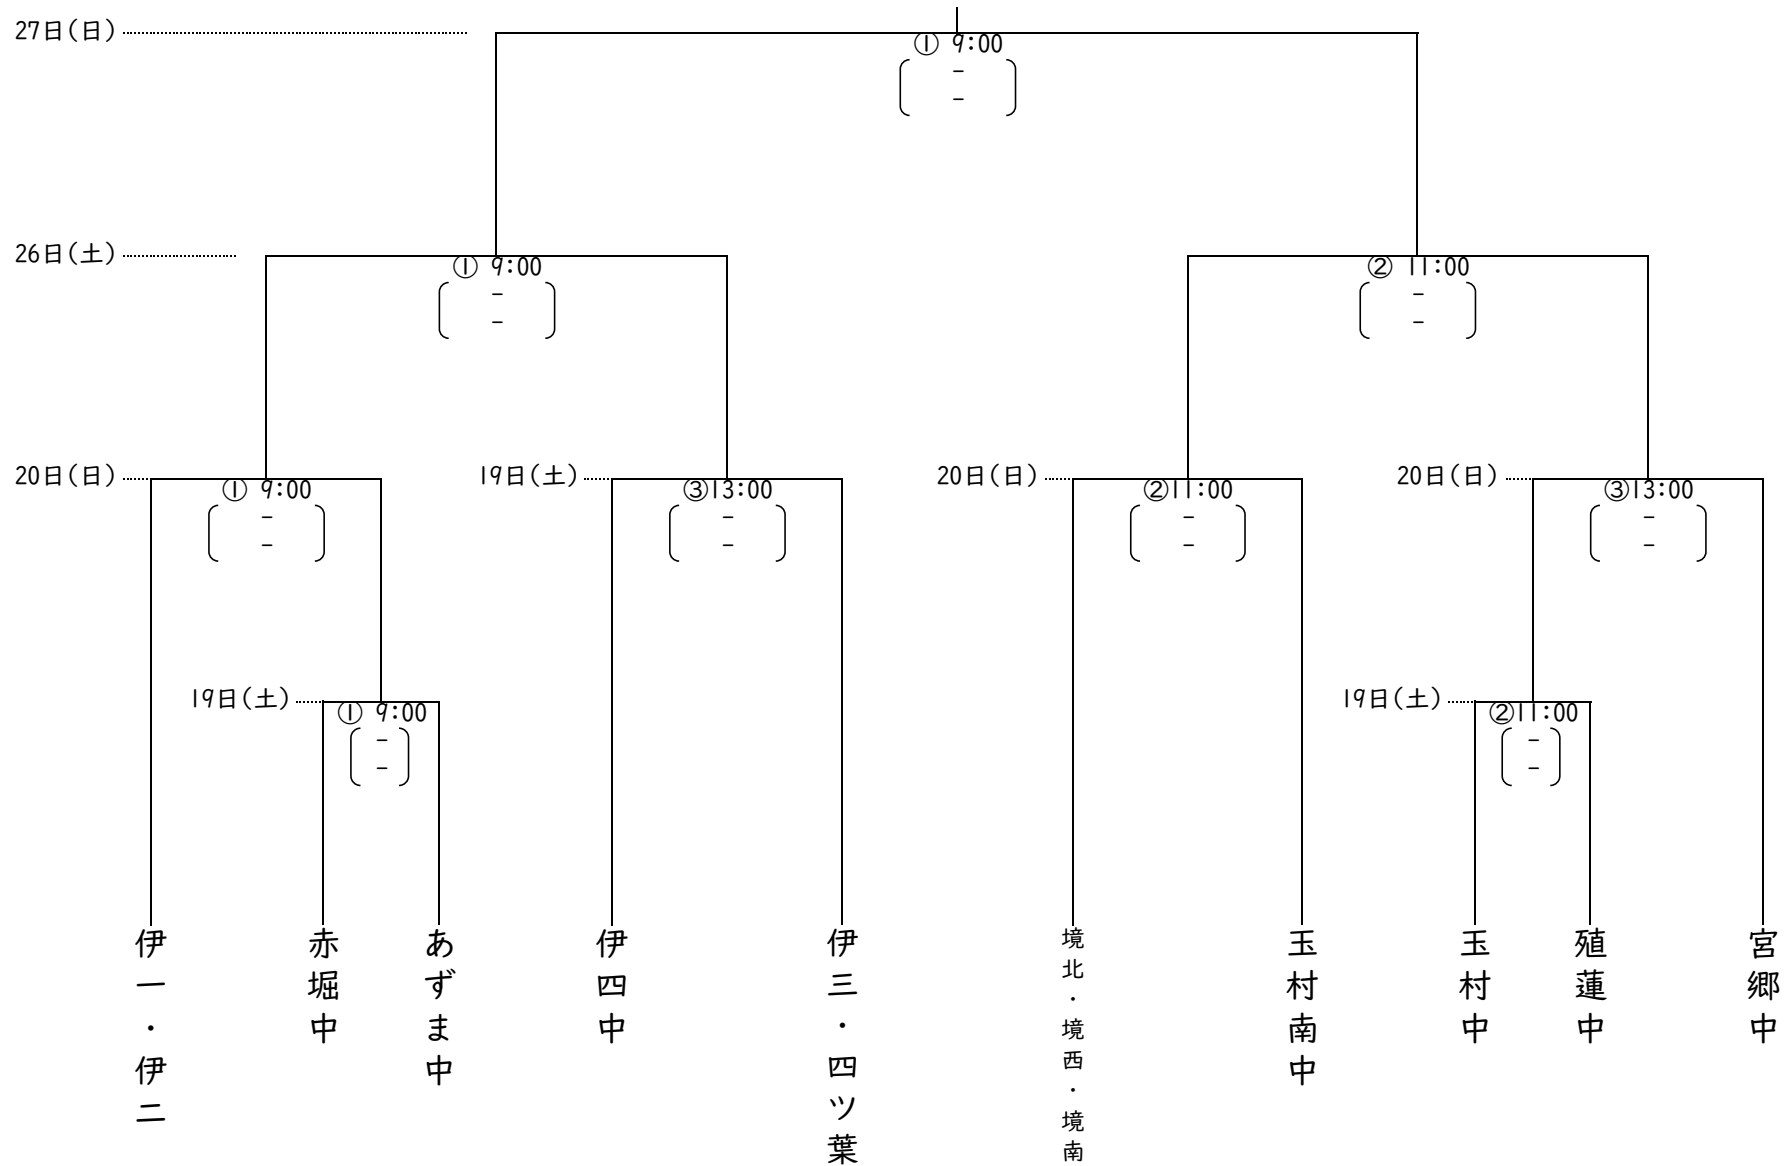 27日(日)
① 9:00
-
-
26日(土)
① 9:00
-
-
② 11:00
-
-
20日(日)
① 9:00
-
-
19日(土)
③13:00
-
-
20日(日)
②11:00
-
-
20日(日)
③13:00
-
-
19日(土)
① 9:00
-
-
19日(土)
②11:00
-
-
伊一・伊二
赤堀中
あずま中
伊四中
伊三・四ツ葉
境北・境西・境南
玉村南中
玉村中
殖蓮中
宮郷中